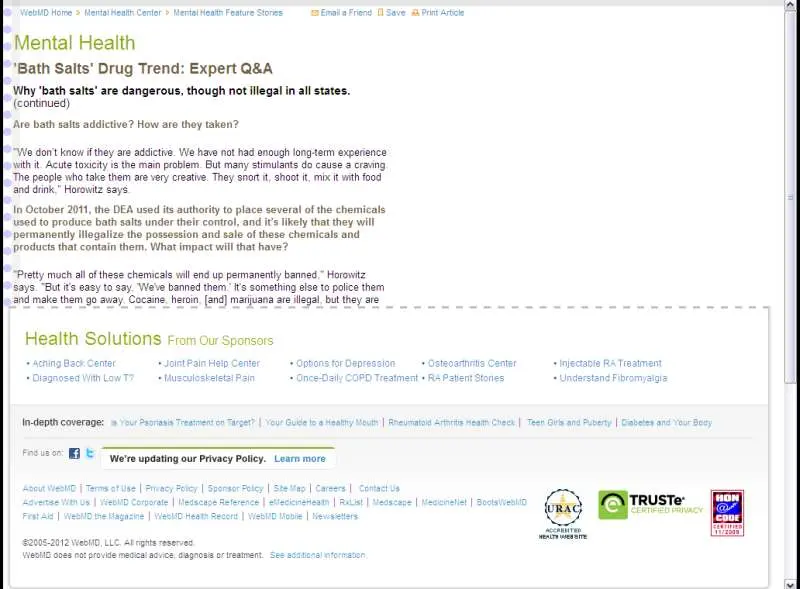 WebMD Home > Mental Health Center > Mental Health Feature Stories Email a Friend Save Print Article
Mental Health
'Bath Salts' Drug Trend: Expert Q&A
Why 'bath salts' are dangerous, though not illegal in all states.
(continued)
Are bath salts addictive? How are they taken?
"We don't know if they are addictive. We have not had enough long-term experience
with it. Acute toxicity is the main problem. But many stimulants do cause a craving.
The people who take them are very creative. They snort it, shoot it, mix it with food
and drink," Horowitz says.
In October 2011, the DEA used its authority to place several of the chemicals
used to produce bath salts under their control, and it's likely that they will
permanently illegalize the possession and sale of these chemicals and
products that contain them. What impact will that have?
"Pretty much all of these chemicals will end up permanently banned," Horowitz
says. "But it's easy to say, 'We've banned them.' It's something else to police them
and make them go away. Cocaine, heroin, [and] marijuana are illegal, but they are
Health Solutions From Our Sponsors
• Aching Back Center • Joint Pain Help Center • Options for Depression • Osteoarthritis Center • Injectable RA Treatment
• Diagnosed With Low T? • Musculoskeletal Pain • Once-Daily COPD Treatment • RA Patient Stories • Understand Fibromyalgia
In-depth coverage: Is Your Psoriasis Treatment on Target? | Your Guide to a Healthy Mouth | Rheumatoid Arthritis Health Check | Teen Girls and Puberty | Diabetes and Your Body
Find us on:
We're updating our Privacy Policy. Learn more
About WebMD | Terms of Use | Privacy Policy | Sponsor Policy | Site Map | Careers | Contact Us
Advertise With Us | WebMD Corporate | Medscape Reference | eMedicineHealth | RxList | Medscape | MedicineNet | BootsWebMD
First Aid | WebMD the Magazine | WebMD Health Record | WebMD Mobile | Newsletters
URAC
ACCREDITED
HEALTH WEB SITE
TRUSTe
CERTIFIED PRIVACY
HON
@
CODE
CERTIFIED
11/2009
©2005-2012 WebMD, LLC. All rights reserved.
WebMD does not provide medical advice, diagnosis or treatment. See additional information.